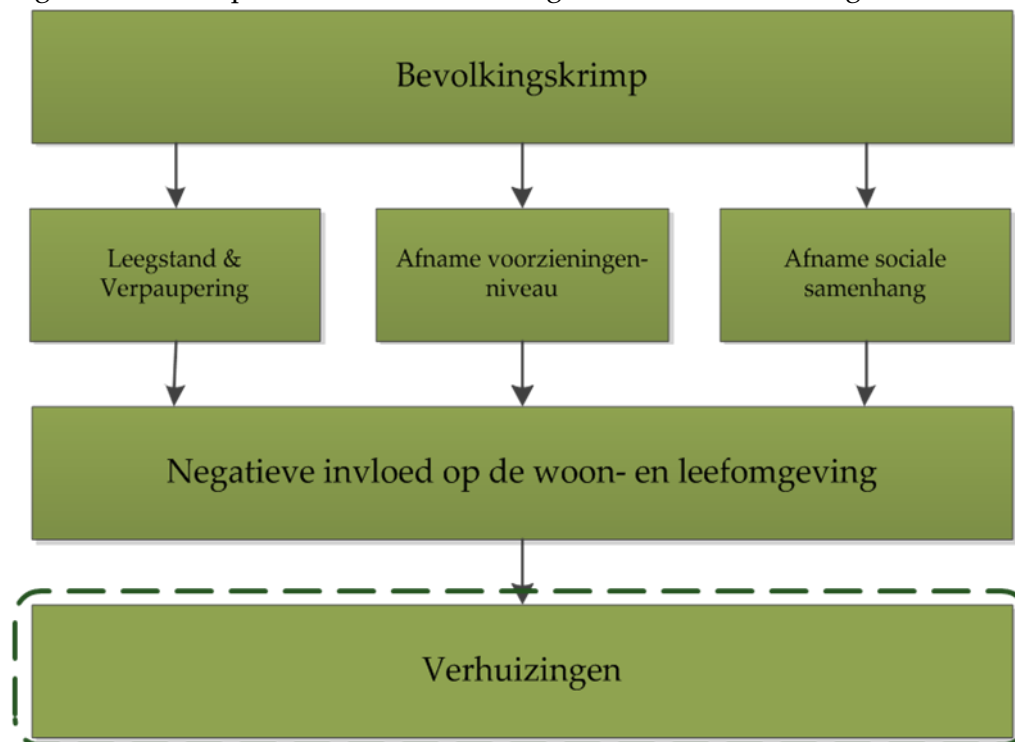 Bevolkingskrimp
Leegstand &
Verpaupering
Afname voorzieningen-
niveau
Afname sociale
samenhang
Negatieve invloed op de woon- en leefomgeving
Verhuizingen